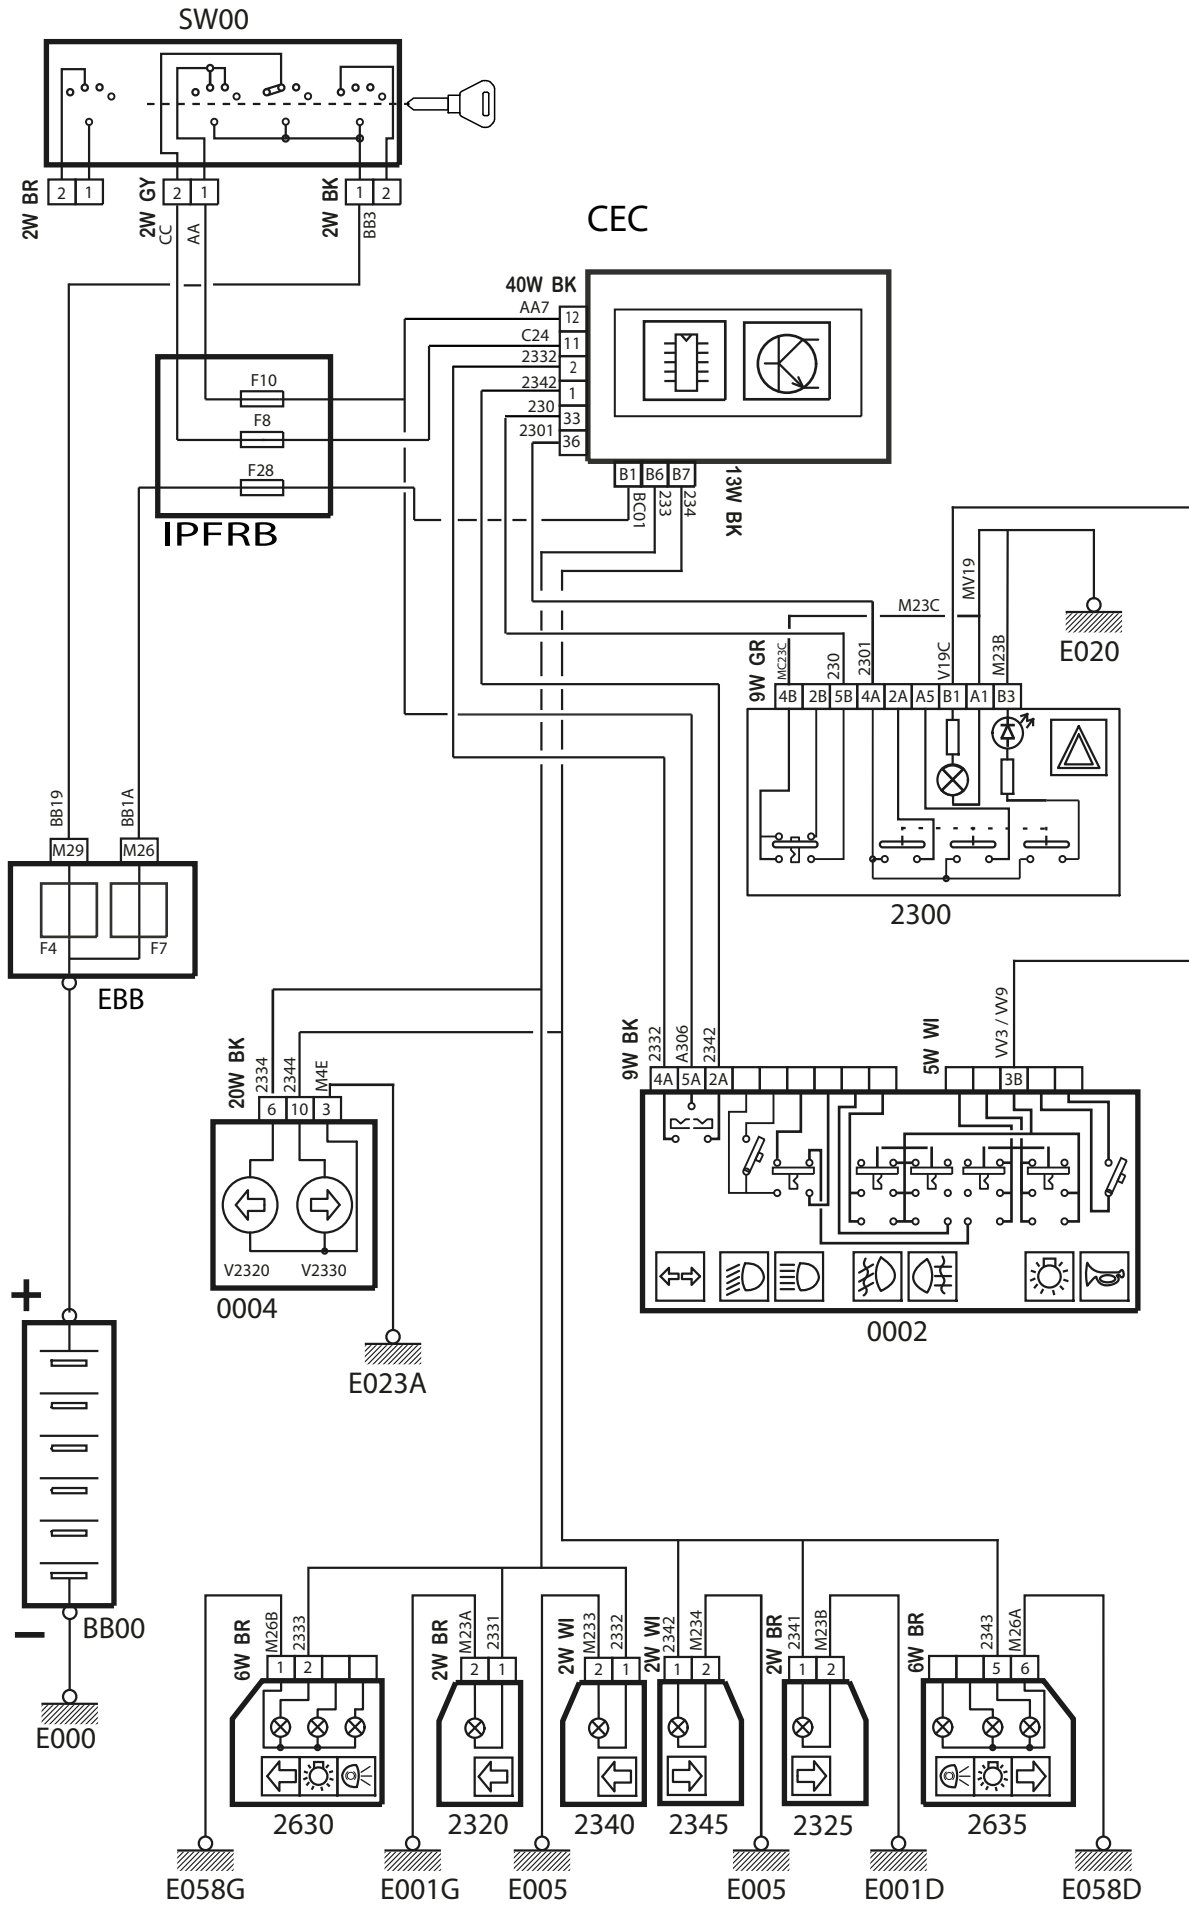 SW00
2W BR
2 1
2W GY
2 1
2W BK
1 2
CC
AA
BB3
CEC
40W BK
AA7 12
C24 11
2332 2
2342 1
230 33
2301 36
F10
F8
F28
IPFRB
B1 B6 B7
BC01
233
234
13W BK
M23C
MV19
E020
9W GR
MC23C
230
2301
V19C
M23B
4B 2B 5B 4A 2A A5 B1 A1 B3
2300
BB19
BB1A
M29 M26
F4 F7
EBB
20W BK
2334
2344
M4E
6 10 3
V2320 V2330
0004
E023A
9W BK
2332
A306
2342
4A 5A 2A
5W WI
VV3 / VV9
3B
0002
+
BB00
−
E000
6W BR
M26B
2333
1 2
2630
E058G
2W BR
M23A
2331
2 1
2320
E001G
2W WI
M233
2332
2 1
2340
E005
2W WI
2342
M234
1 2
2345
E005
2W BR
2341
M23B
1 2
2325
E001D
6W BR
2343
M26A
5 6
2635
E058D